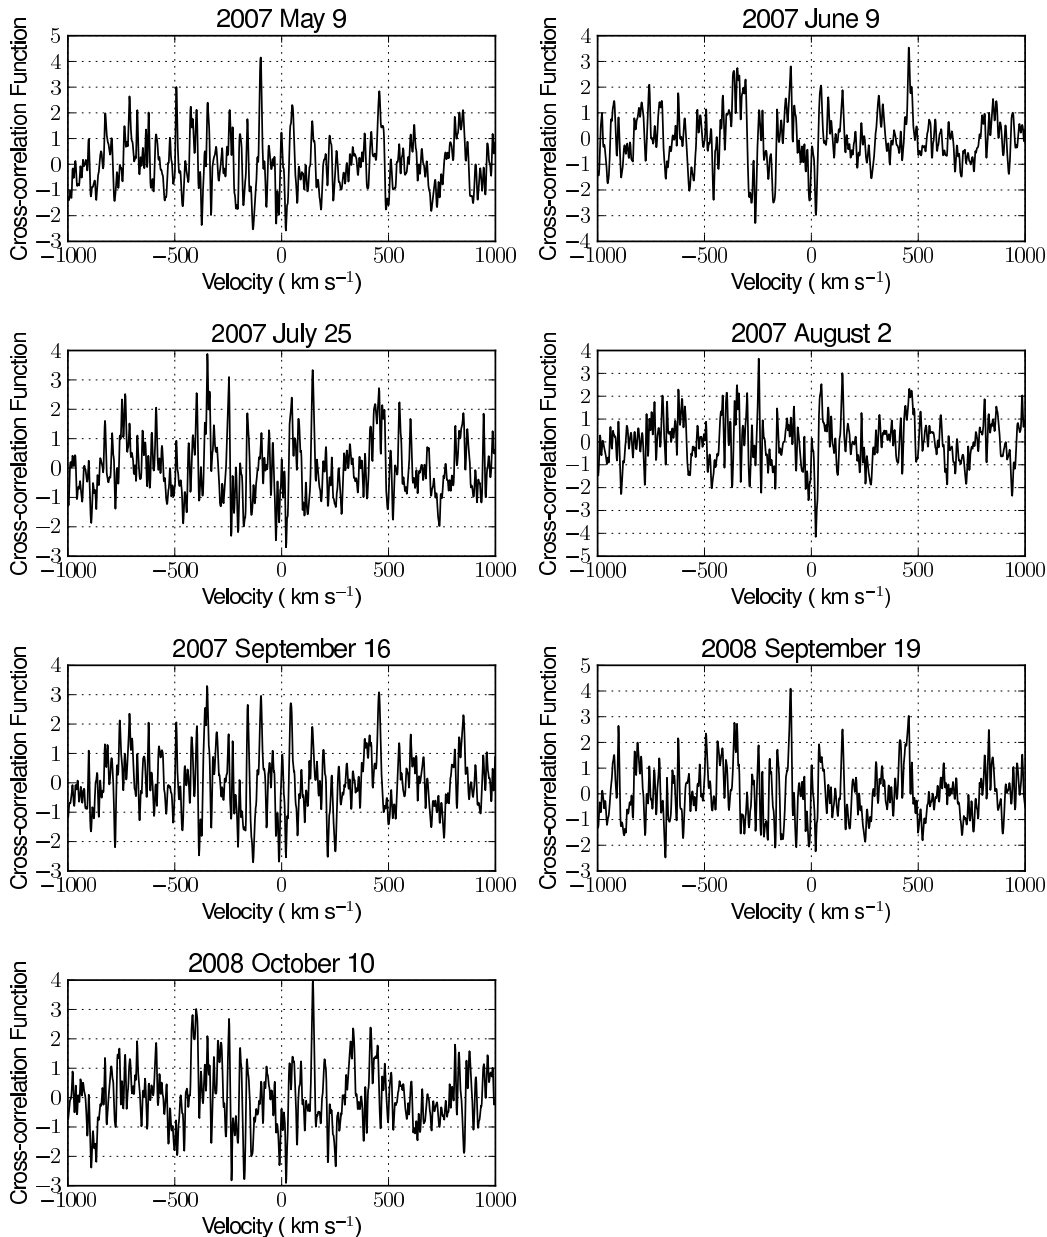 2007 May 9
Cross-correlation Function
5
4
3
2
1
0
−1
−2
−3
−1000 −500 0 500 1000
Velocity ( km s⁻¹)
2007 June 9
Cross-correlation Function
4
3
2
1
0
−1
−2
−3
−4
−1000 −500 0 500 1000
Velocity ( km s⁻¹)
2007 July 25
Cross-correlation Function
4
3
2
1
0
−1
−2
−3
−1000 −500 0 500 1000
Velocity ( km s⁻¹)
2007 August 2
Cross-correlation Function
4
3
2
1
0
−1
−2
−3
−4
−5
−1000 −500 0 500 1000
Velocity ( km s⁻¹)
2007 September 16
Cross-correlation Function
4
3
2
1
0
−1
−2
−3
−1000 −500 0 500 1000
Velocity ( km s⁻¹)
2008 September 19
Cross-correlation Function
5
4
3
2
1
0
−1
−2
−3
−1000 −500 0 500 1000
Velocity ( km s⁻¹)
2008 October 10
Cross-correlation Function
4
3
2
1
0
−1
−2
−3
−1000 −500 0 500 1000
Velocity ( km s⁻¹)